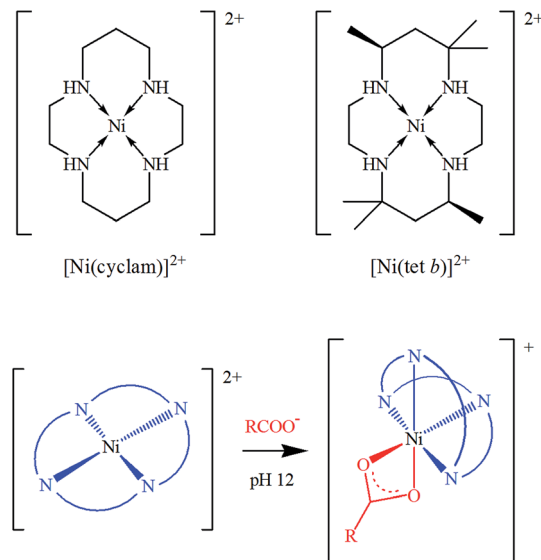 2+
HN NH
Ni
HN NH
[Ni(cyclam)]²⁺
2+
HN NH
Ni
HN NH
[Ni(tet b)]²⁺
2+
N N
Ni
N N
RCOO⁻
pH 12
+
N
N N
Ni
N
O
O
R